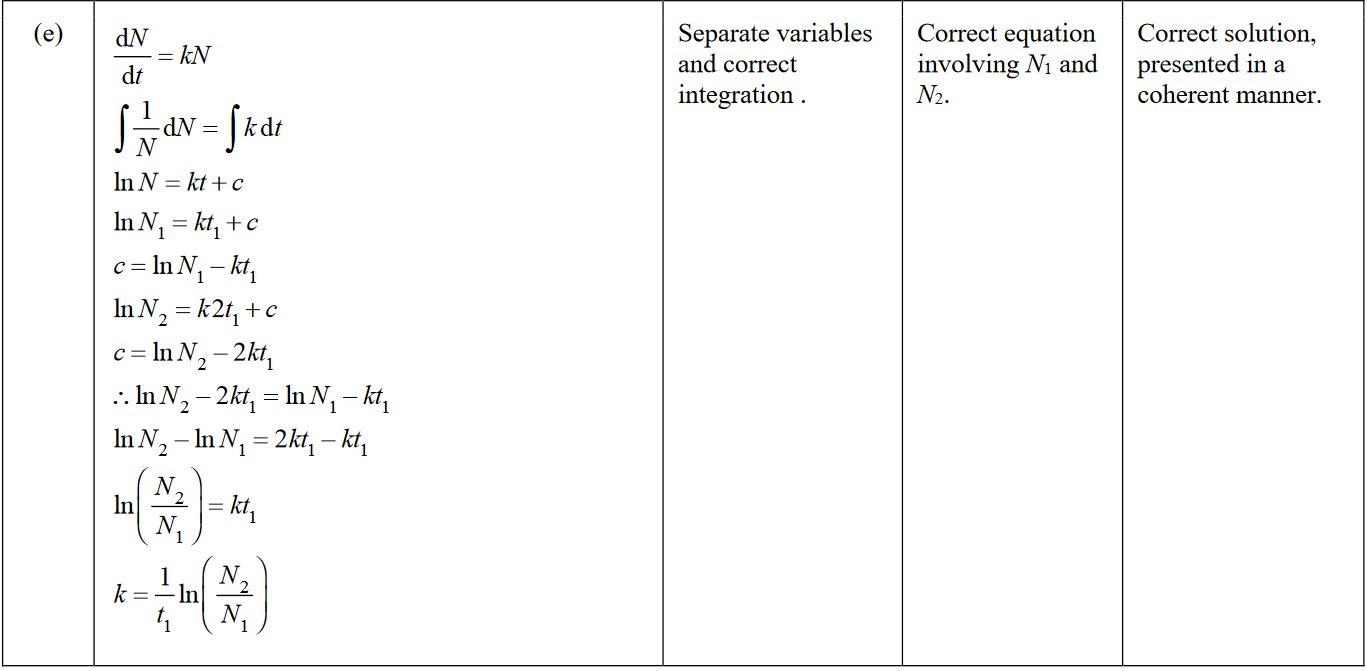 (e)
dN/dt = kN
∫ 1/N dN = ∫ k dt
ln N = kt + c
ln N₁ = kt₁ + c
c = ln N₁ − kt₁
ln N₂ = k2t₁ + c
c = ln N₂ − 2kt₁
∴ ln N₂ − 2kt₁ = ln N₁ − kt₁
ln N₂ − ln N₁ = 2kt₁ − kt₁
ln(N₂/N₁) = kt₁
k = 1/t₁ ln(N₂/N₁)
Separate variables
and correct
integration .
Correct equation
involving N₁ and
N₂.
Correct solution,
presented in a
coherent manner.